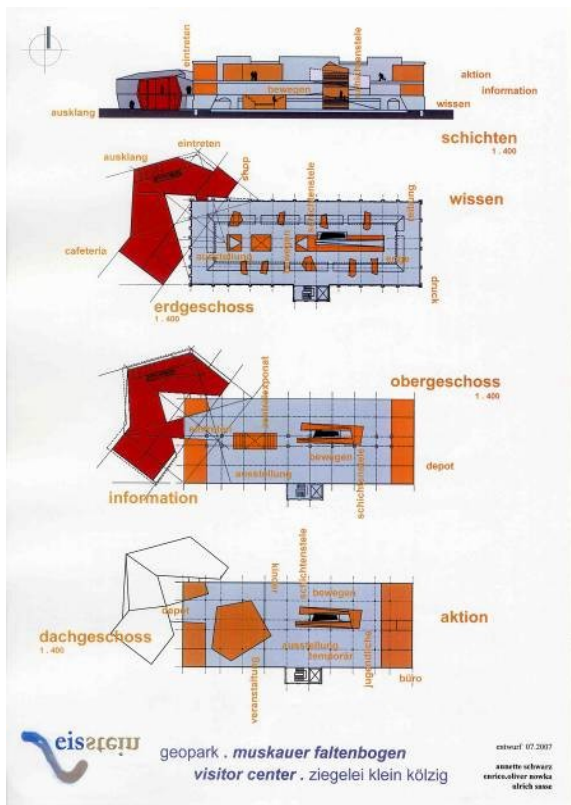 eintreten
schichtenstele
aktion
bewegen
information
wissen
ausklang
schichten
1 . 400
eintreten
ausklang
shop
schichtenstele
wissen
cafeteria
ausstellung
druck
erdgeschoss
1 . 400
obergeschoss
1 . 400
eintreten
bewegen
schichtenstele
ausstellung
depot
information
kinder
schichtenstele
bewegen
depot
aktion
dachgeschoss
1 . 400
ausstellung
temporär
jugendliche
veranstaltung
büro
eisstein
geopark . muskauer faltenbogen
visitor center . ziegelei klein kölzig
entwurf 07.2007
annette schwarz
enrico.oliver nowka
ulrich sasse